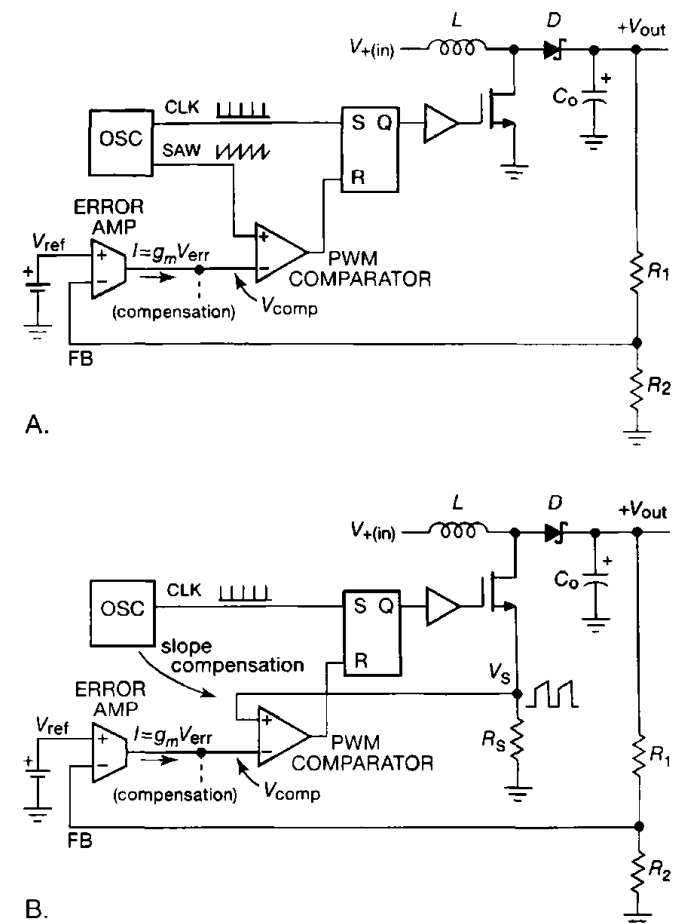 L
D
+Vout
V+(in)
+
Co
CLK
OSC
S Q
SAW
R
ERROR
AMP
Vref
I=gmVerr
+
−
+
+
−
PWM
COMPARATOR
(compensation)
Vcomp
R1
FB
R2
A.
L
D
+Vout
V+(in)
+
Co
CLK
OSC
S Q
slope
compensation
R
VS
ERROR
AMP
Vref
I=gmVerr
+
−
+
+
−
PWM
COMPARATOR
RS
(compensation)
Vcomp
R1
FB
R2
B.